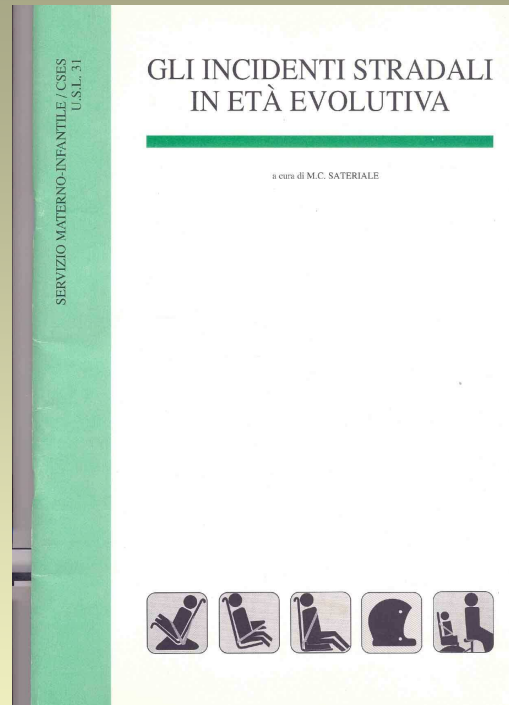 SERVIZIO MATERNO-INFANTILE / CSES
U.S.L. 31
GLI INCIDENTI STRADALI
IN ETÀ EVOLUTIVA
a cura di M.C. SATERIALE